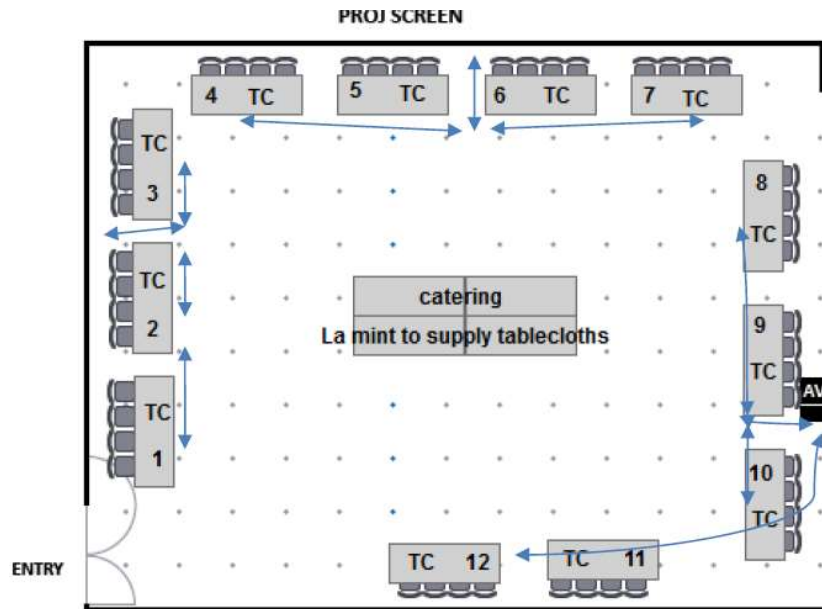 PROJ SCREEN
4 TC
5 TC
6 TC
7 TC
TC
3
8
TC
TC
2
catering
La mint to supply tablecloths
9
TC
AV
TC
1
10
TC
TC 12
TC 11
ENTRY